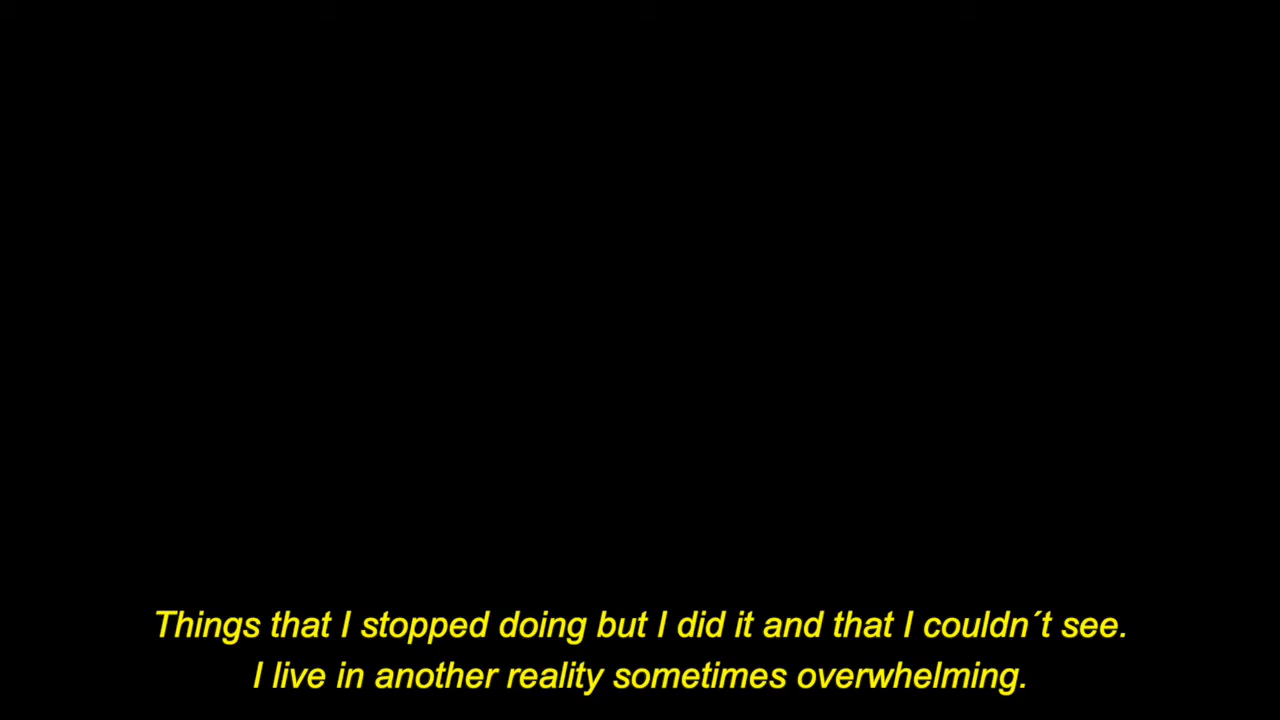 Things that I stopped doing but I did it and that I couldn´t see.
I live in another reality sometimes overwhelming.